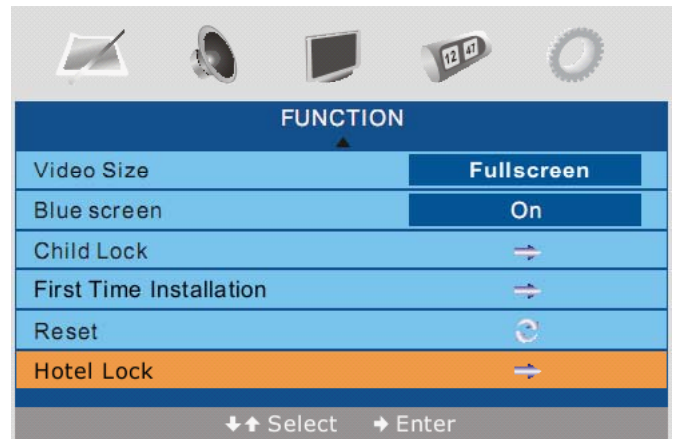 12 47
FUNCTION
Video Size Fullscreen
Blue screen On
Child Lock
First Time Installation
Reset
Hotel Lock
Select Enter